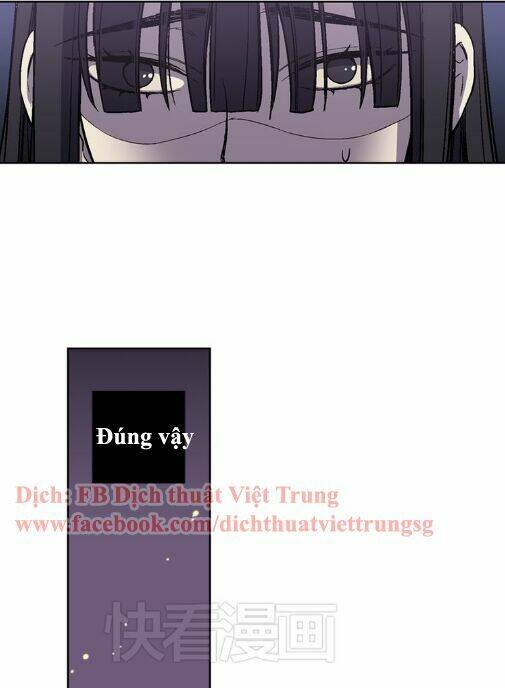 Đúng vậy
Dịch: FB Dịch thuật Việt Trung
www.facebook.com/dichthuatviettrungsg
快看漫画